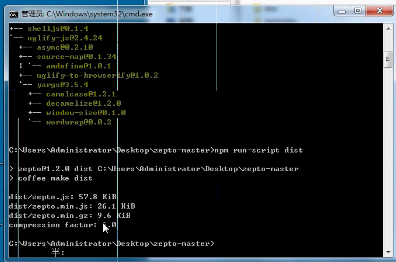 管理员: C:\Windows\system32\cmd.exe
+-- shelljs@0.1.4
`-- uglify-js@2.4.24
+-- async@0.2.10
+-- source-map@0.1.34
| `-- amdefine@1.0.1
+-- uglify-to-browserify@1.0.2
`-- yargs@3.5.4
+-- camelcase@1.2.1
+-- decamelize@1.2.0
+-- window-size@0.1.0
`-- wordwrap@0.0.2
C:\Users\Administrator\Desktop\zepto-master>npm run-script dist
> zepto@1.2.0 dist C:\Users\Administrator\Desktop\zepto-master
> coffee make dist
dist/zepto.js: 57.8 KiB
dist/zepto.min.js: 26.1 KiB
dist/zepto.min.gz: 9.6 KiB
compression factor: 6.0
C:\Users\Administrator\Desktop\zepto-master>
半: